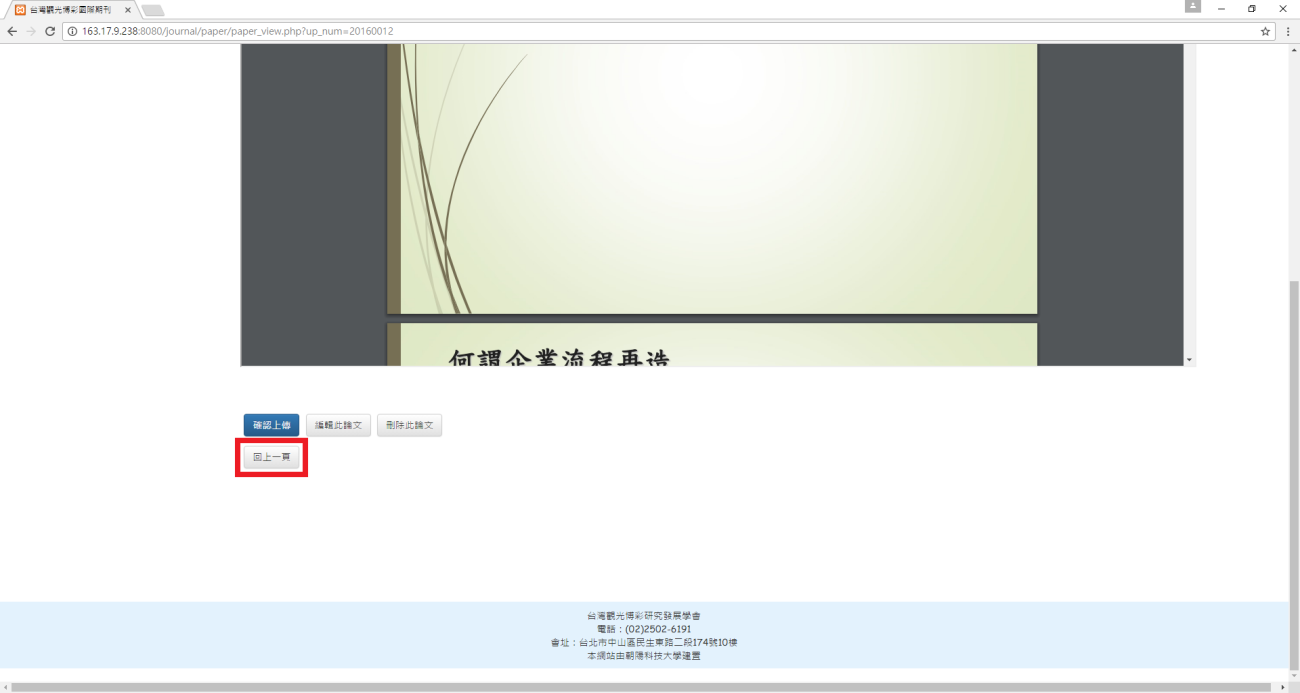 台灣觀光博彩國際期刊
163.17.9.238:8080/journal/paper/paper_view.php?up_num=20160012
何謂企業流程再造
確認上傳 編輯此論文 刪除此論文
回上一頁
台灣觀光博彩研究發展學會
電話：(02)2502-6191
會址：台北市中山區民生東路二段174號10樓
本網站由朝陽科技大學建置